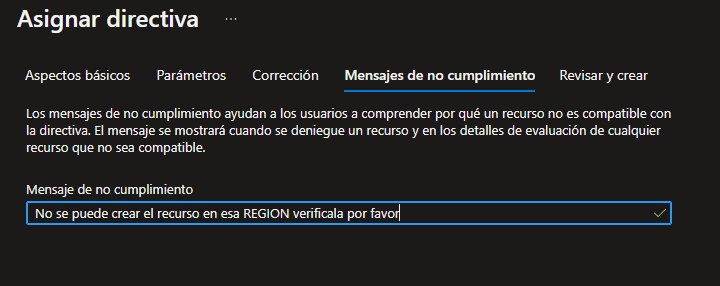 Asignar directiva ...
Aspectos básicos Parámetros Corrección Mensajes de no cumplimiento Revisar y crear
Los mensajes de no cumplimiento ayudan a los usuarios a comprender por qué un recurso no es compatible con
la directiva. El mensaje se mostrará cuando se deniegue un recurso y en los detalles de evaluación de cualquier
recurso que no sea compatible.
Mensaje de no cumplimiento
No se puede crear el recurso en esa REGION verificala por favor